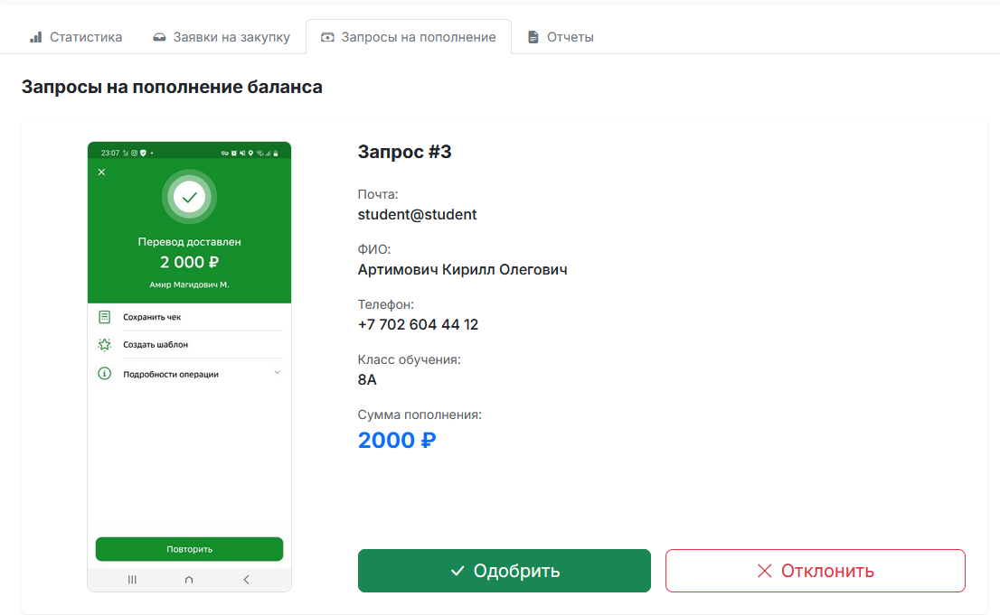 Статистика
Заявки на закупку
Запросы на пополнение
Отчеты
Запросы на пополнение баланса
23:07
Перевод доставлен
2 000 ₽
Амир Магидович М.
Сохранить чек
Создать шаблон
Подробности операции
Повторить
Запрос #3
Почта:
student@student
ФИО:
Артимович Кирилл Олегович
Телефон:
+7 702 604 44 12
Класс обучения:
8А
Сумма пополнения:
2000 ₽
Одобрить
Отклонить